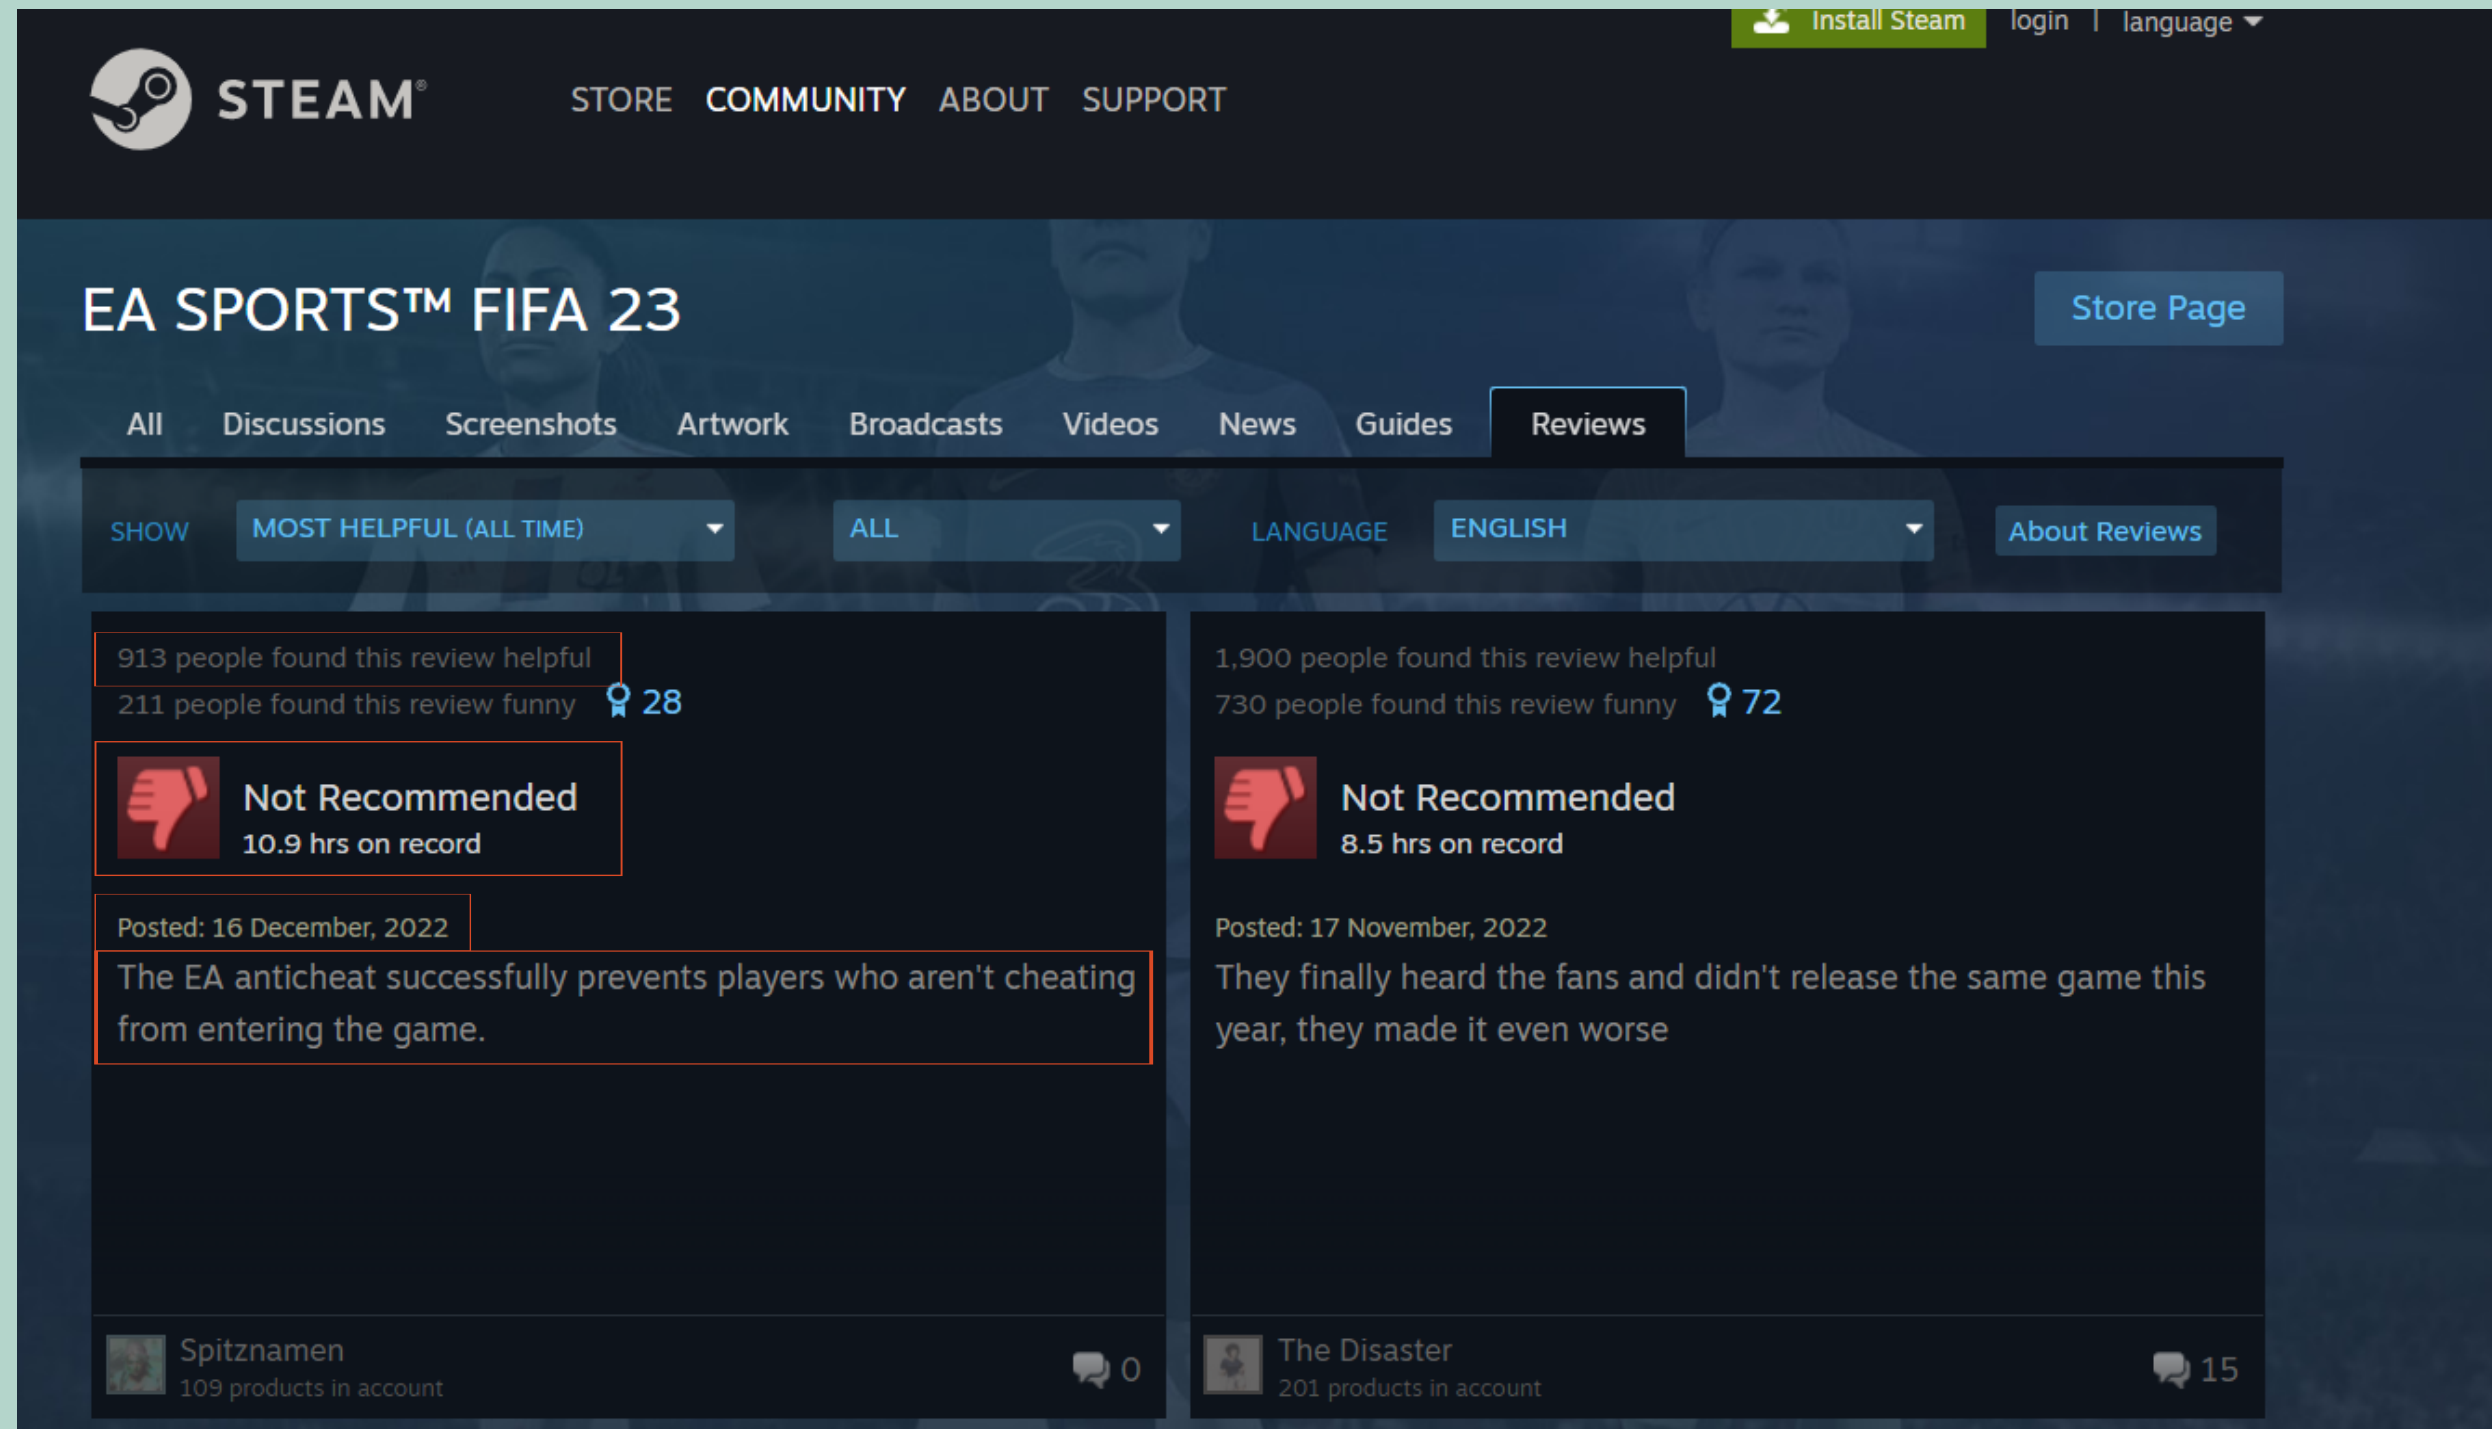 Install Steam login | language
STEAM®
STORE COMMUNITY ABOUT SUPPORT
EA SPORTS™ FIFA 23
Store Page
All Discussions Screenshots Artwork Broadcasts Videos News Guides Reviews
SHOW MOST HELPFUL (ALL TIME) ALL LANGUAGE ENGLISH About Reviews
913 people found this review helpful
211 people found this review funny 28
Not Recommended
10.9 hrs on record
Posted: 16 December, 2022
The EA anticheat successfully prevents players who aren't cheating
from entering the game.
Spitznamen
109 products in account
0
1,900 people found this review helpful
730 people found this review funny 72
Not Recommended
8.5 hrs on record
Posted: 17 November, 2022
They finally heard the fans and didn't release the same game this
year, they made it even worse
The Disaster
201 products in account
15